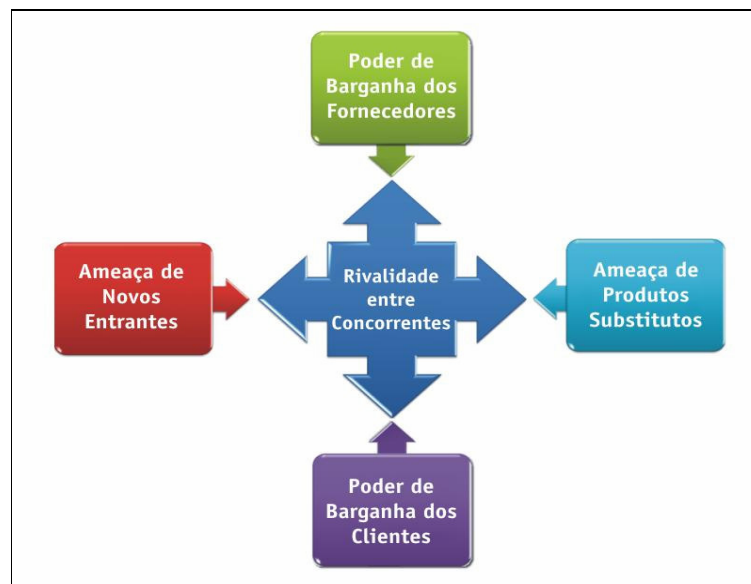 Poder de
Barganha dos
Fornecedores
Ameaça de
Novos
Entrantes
Rivalidade
entre
Concorrentes
Ameaça de
Produtos
Substitutos
Poder de
Barganha dos
Clientes